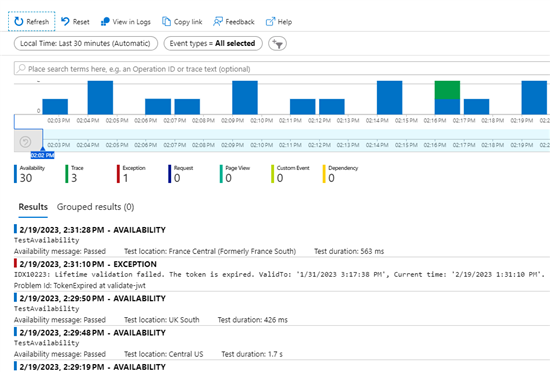 Refresh Reset View in Logs Copy link Feedback Help
Local Time: Last 30 minutes (Automatic) Event types = All selected
Place search terms here, e.g. an Operation ID or trace text (optional)
0
02:03 PM 02:04 PM 02:05 PM 02:06 PM 02:07 PM 02:08 PM 02:09 PM 02:10 PM 02:11 PM 02:12 PM 02:13 PM 02:14 PM 02:15 PM 02:16 PM 02:17 PM 02:18 PM 02:19 PM
02:03 PM 02:04 PM 02:05 PM 02:06 PM 02:07 PM 02:08 PM 02:09 PM 02:10 PM 02:11 PM 02:12 PM 02:13 PM 02:14 PM 02:15 PM 02:16 PM 02:17 PM 02:18 PM 02:19 PM
02:02 PM
Availability Trace Exception Request Page View Custom Event Dependency
30 3 1 0 0 0 0
Results Grouped results (0)
2/19/2023, 2:31:28 PM - AVAILABILITY
TestAvailability
Availability message: Passed Test location: France Central (Formerly France South) Test duration: 563 ms
2/19/2023, 2:31:10 PM - EXCEPTION
IDX10223: Lifetime validation failed. The token is expired. ValidTo: '1/31/2023 3:17:38 PM', Current time: '2/19/2023 1:31:10 PM'.
Problem Id: TokenExpired at validate-jwt
2/19/2023, 2:29:50 PM - AVAILABILITY
TestAvailability
Availability message: Passed Test location: UK South Test duration: 426 ms
2/19/2023, 2:29:48 PM - AVAILABILITY
TestAvailability
Availability message: Passed Test location: Central US Test duration: 1.7 s
2/19/2023, 2:29:19 PM - AVAILABILITY